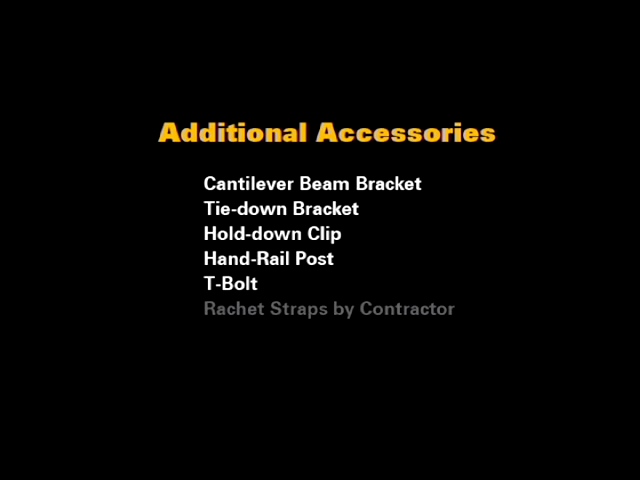 Additional Accessories
Cantilever Beam Bracket
Tie-down Bracket
Hold-down Clip
Hand-Rail Post
T-Bolt
Rachet Straps by Contractor